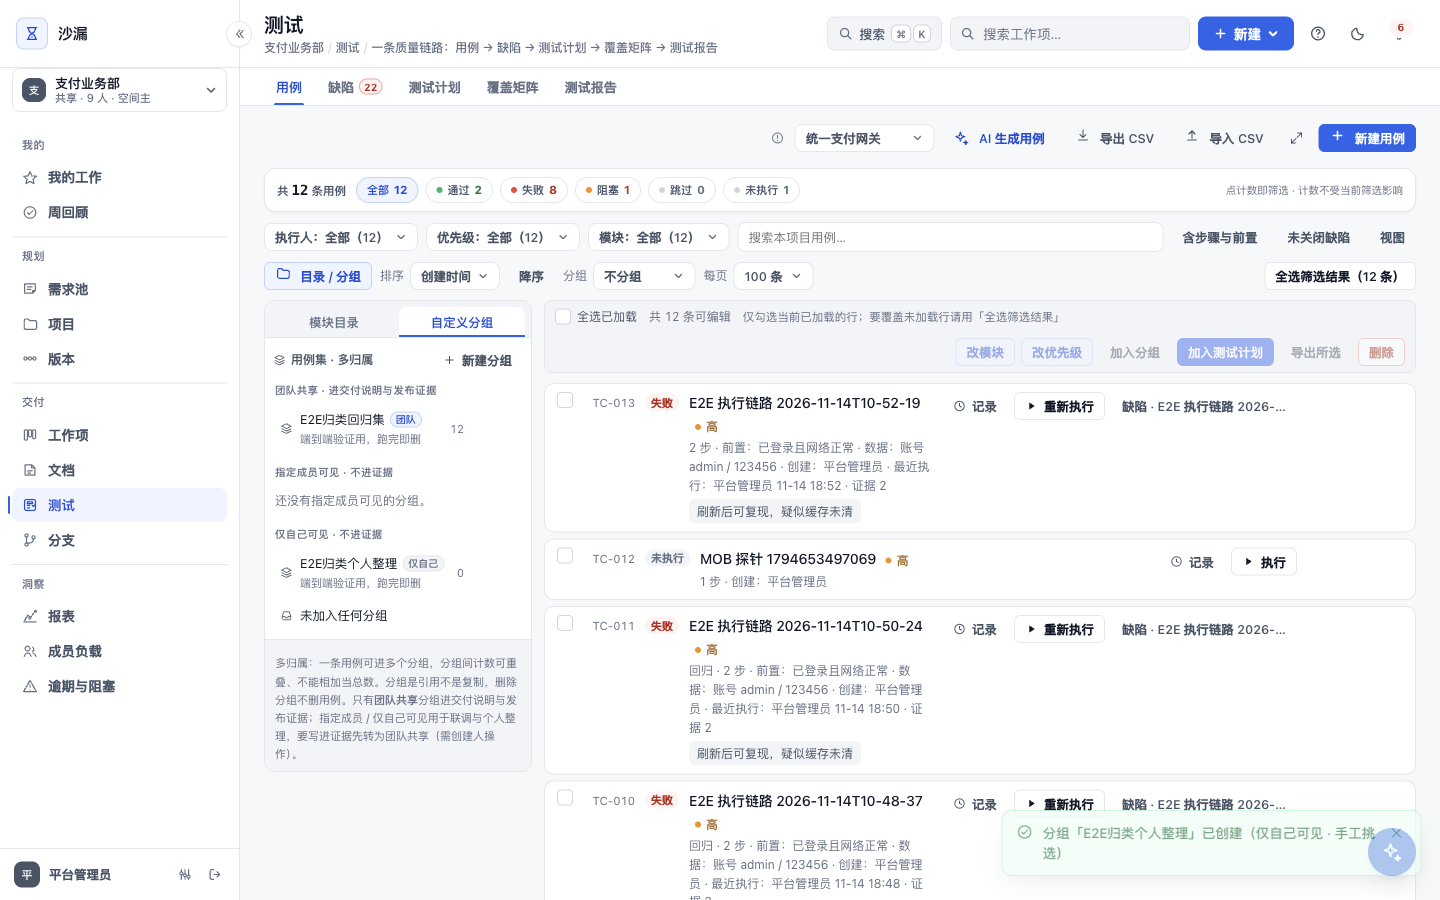 沙漏
支
支付业务部
共享 · 9 人 · 空间主
我的
我的工作
周回顾
规划
需求池
项目
版本
交付
工作项
文档
测试
分支
洞察
报表
成员负载
逾期与阻塞
平
平台管理员
测试
支付业务部 / 测试 / 一条质量链路：用例 → 缺陷 → 测试计划 → 覆盖矩阵 → 测试报告
搜索 ⌘ K
搜索工作项...
新建
6
用例
缺陷 22
测试计划
覆盖矩阵
测试报告
统一支付网关
AI 生成用例
导出 CSV
导入 CSV
新建用例
共 12 条用例
全部 12
通过 2
失败 8
阻塞 1
跳过 0
未执行 1
点计数即筛选 · 计数不受当前筛选影响
执行人：全部（12）
优先级：全部（12）
模块：全部（12）
搜索本项目用例...
含步骤与前置
未关闭缺陷
视图
目录 / 分组
排序
创建时间
降序
分组
不分组
每页
100 条
全选筛选结果（12 条）
模块目录
自定义分组
用例集 · 多归属
新建分组
团队共享 · 进交付说明与发布证据
E2E归类回归集 团队
端到端验证用，跑完即删
12
指定成员可见 · 不进证据
还没有指定成员可见的分组。
仅自己可见 · 不进证据
E2E归类个人整理 仅自己
端到端验证用，跑完即删
0
未加入任何分组
多归属：一条用例可进多个分组，分组间计数可重
叠、不能相加当总数。分组是引用不是复制，删除
分组不删用例。只有团队共享分组进交付说明与发
布证据；指定成员 / 仅自己可见用于联调与个人整
理，要写进证据先转为团队共享（需创建人操
作）。
全选已加载
共 12 条可编辑
仅勾选当前已加载的行；要覆盖未加载行请用「全选筛选结果」
改模块
改优先级
加入分组
加入测试计划
导出所选
删除
TC-013
失败
E2E 执行链路 2026-11-14T10-52-19
高
2 步 · 前置：已登录且网络正常 · 数据：账号
admin / 123456 · 创建：平台管理员 · 最近执
行：平台管理员 11-14 18:52 · 证据 2
刷新后可复现，疑似缓存未清
记录
重新执行
缺陷 · E2E 执行链路 2026-...
TC-012
未执行
MOB 探针 1794653497069
高
1 步 · 创建：平台管理员
记录
执行
TC-011
失败
E2E 执行链路 2026-11-14T10-50-24
高
回归 · 2 步 · 前置：已登录且网络正常 · 数
据：账号 admin / 123456 · 创建：平台管理
员 · 最近执行：平台管理员 11-14 18:50 · 证
据 2
刷新后可复现，疑似缓存未清
记录
重新执行
缺陷 · E2E 执行链路 2026-...
TC-010
失败
E2E 执行链路 2026-11-14T10-48-37
高
回归 · 2 步 · 前置：已登录且网络正常 · 数
据：账号 admin / 123456 · 创建：平台管理
员 · 最近执行：平台管理员 11-14 18:48 · 证
据 2
记录
重新执行
缺陷 · E2E 执行链路 2026-...
分组「E2E归类个人整理」已创建（仅自己可见 · 手工挑
选）